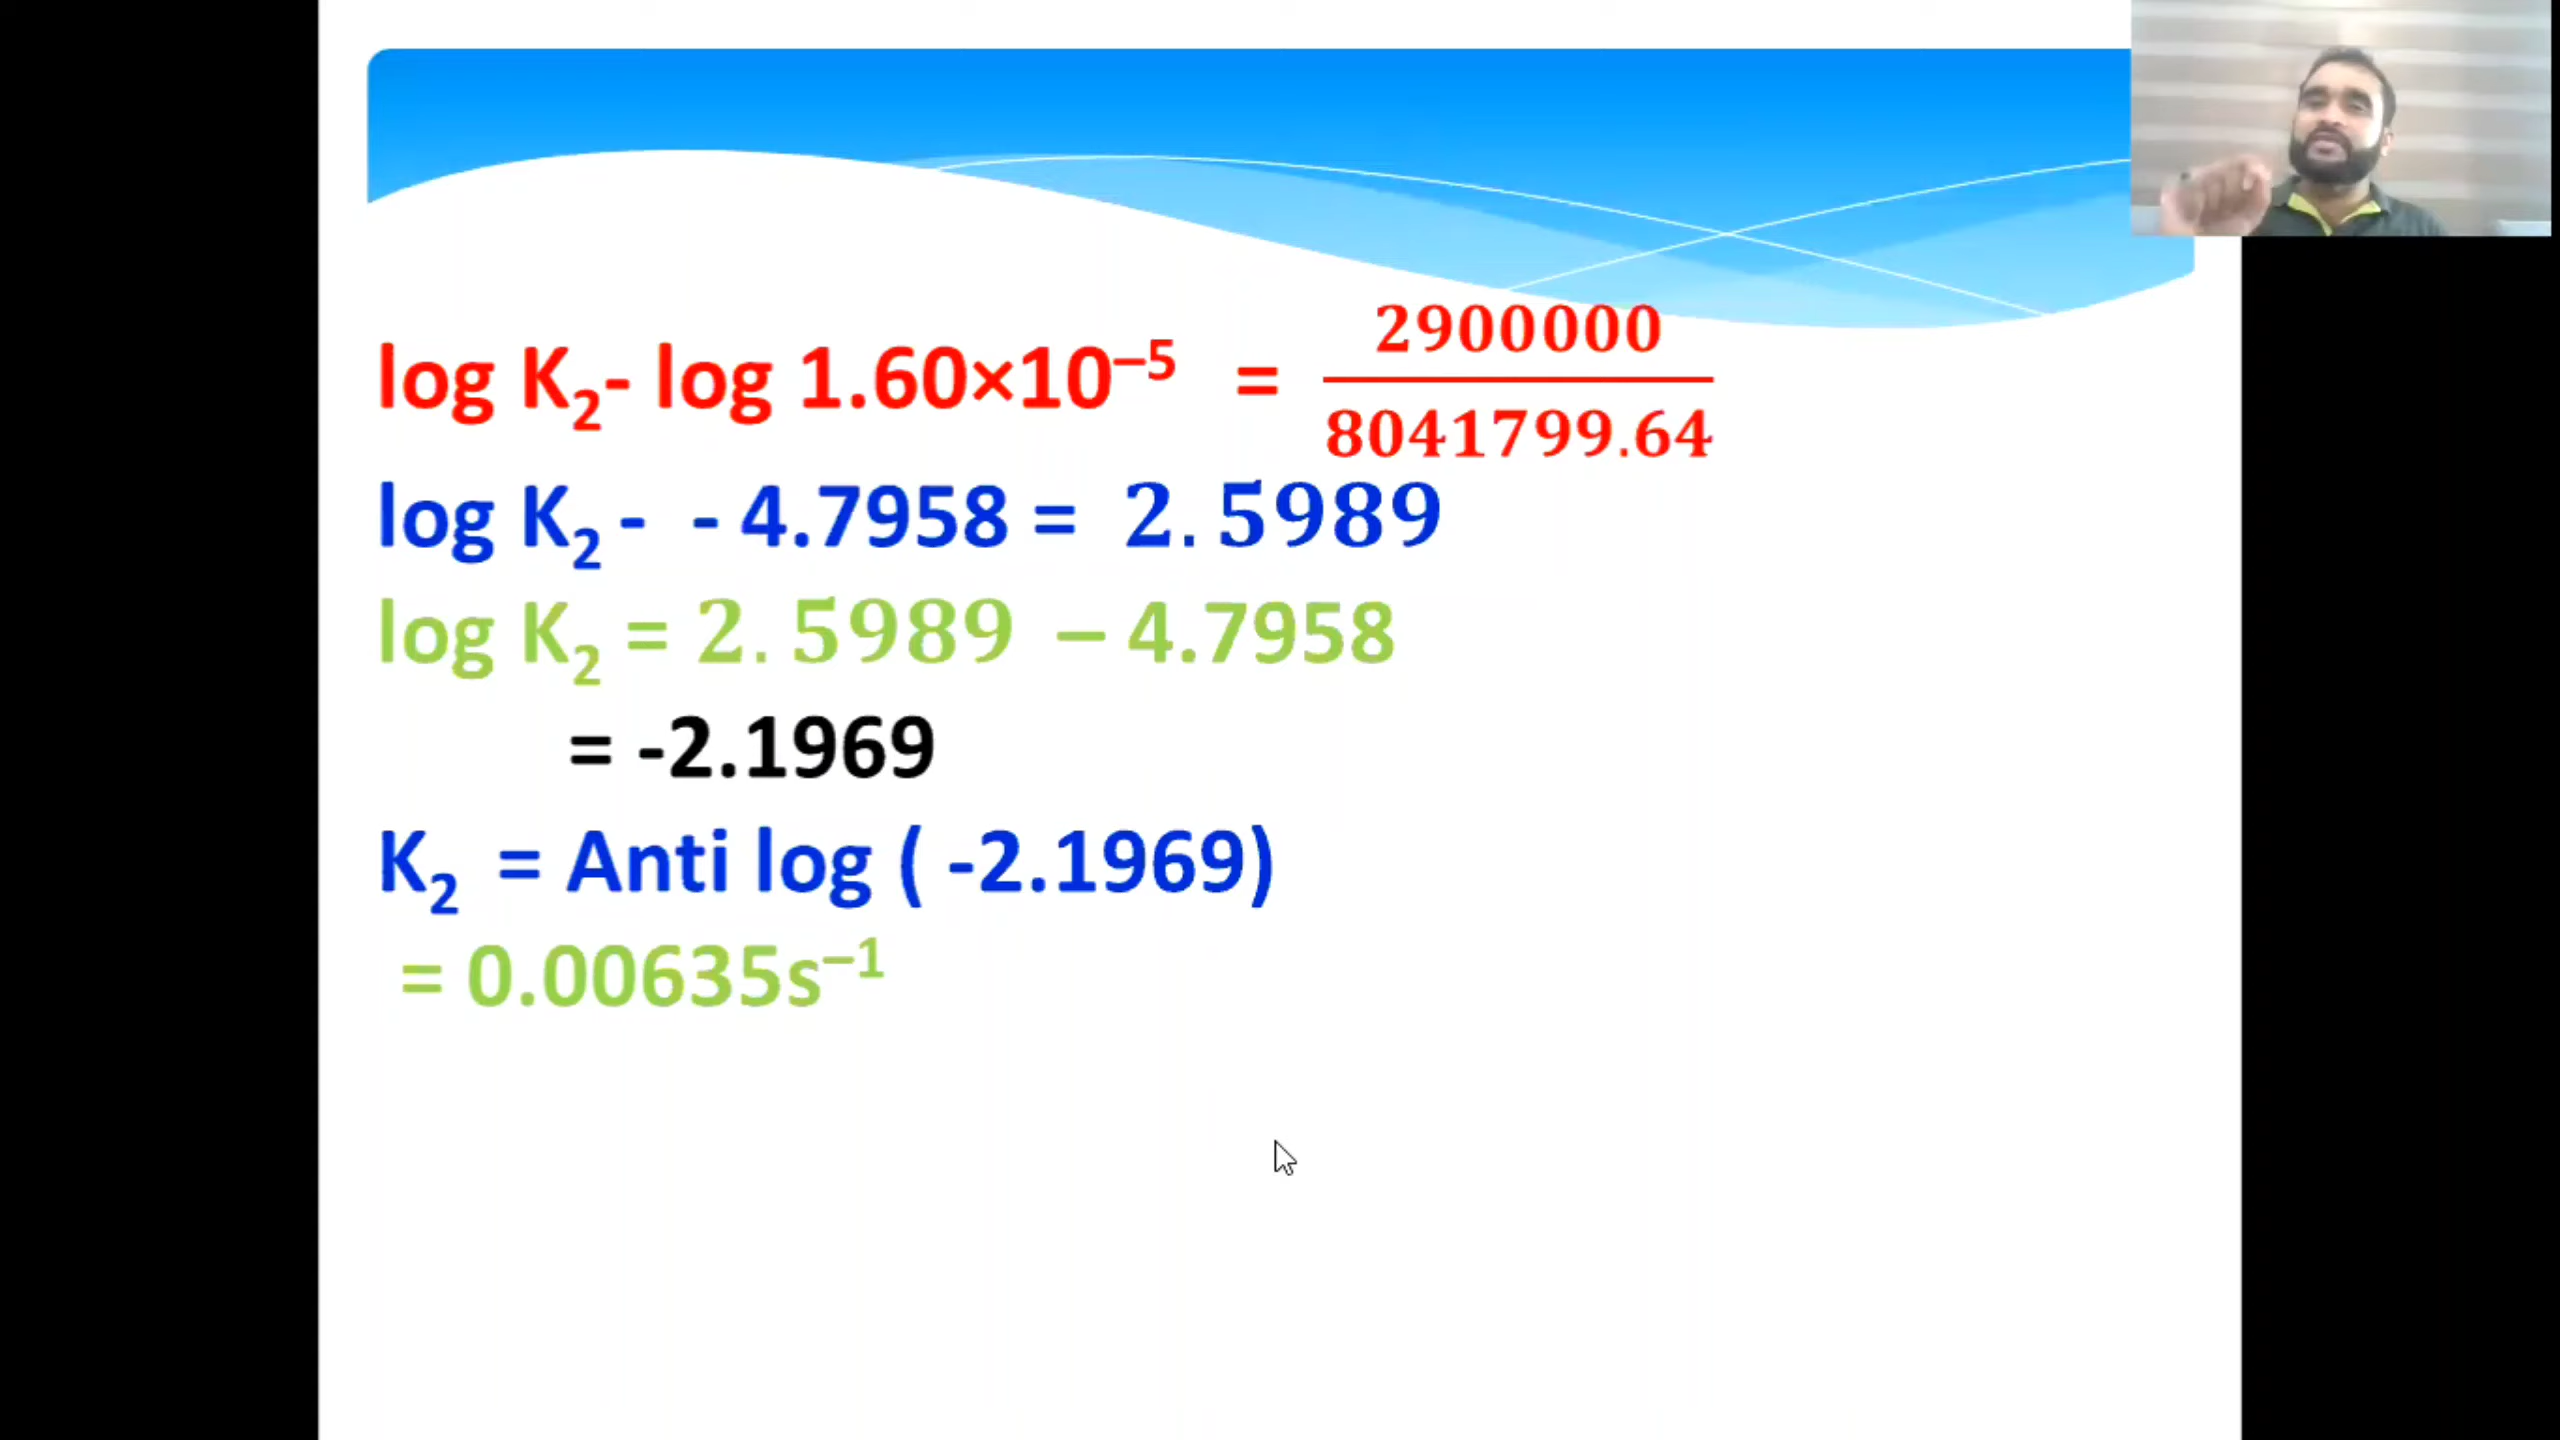 log K₂- log 1.60×10⁻⁵ = 2900000/8041799.64
log K₂ - - 4.7958 = 2.5989
log K₂ = 2.5989 – 4.7958
= -2.1969
K₂ = Anti log ( -2.1969)
= 0.00635s⁻¹